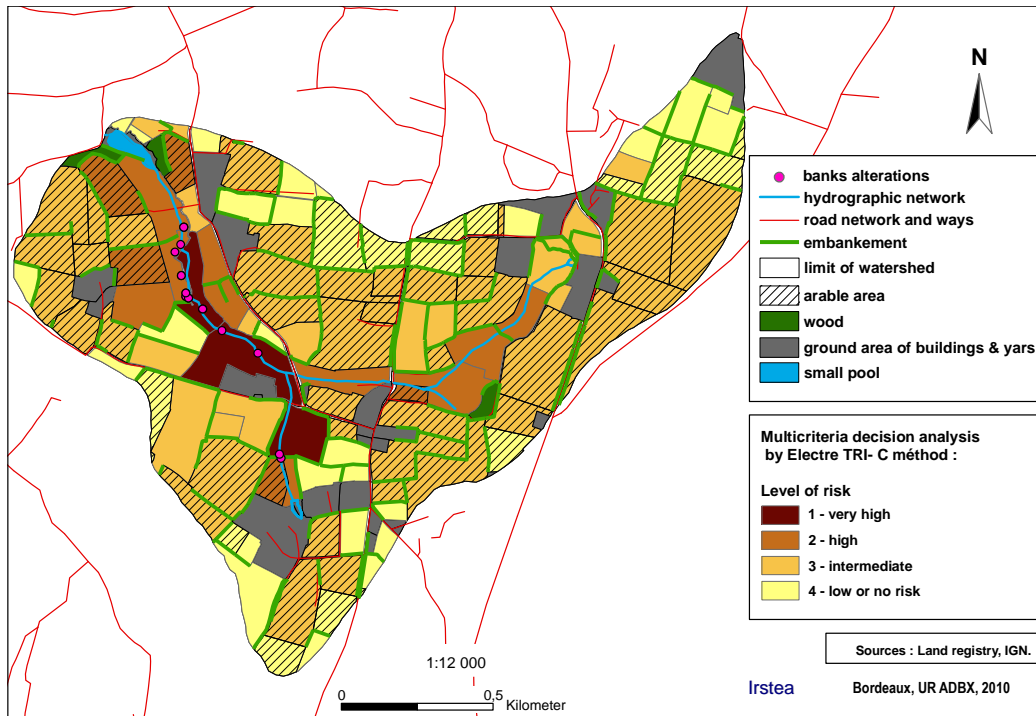 N
banks alterations
hydrographic network
road network and ways
embankement
limit of watershed
arable area
wood
ground area of buildings & yars
small pool
Multicriteria decision analysis
by Electre TRI- C méthod :
Level of risk
1 - very high
2 - high
3 - intermediate
4 - low or no risk
Sources : Land registry, IGN.
1:12 000
0 0,5
Kilometer
Irstea
Bordeaux, UR ADBX, 2010